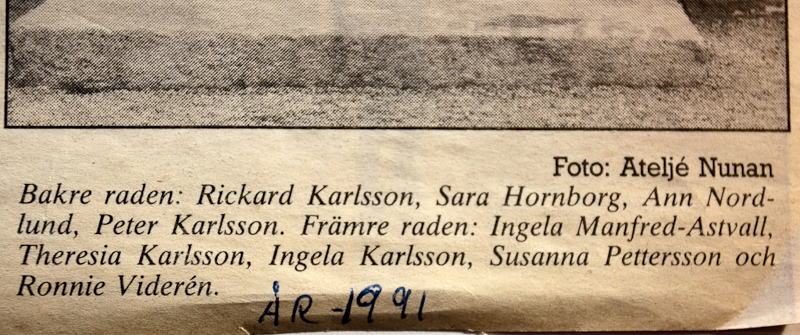 Foto: Ateljé Nunan
Bakre raden: Rickard Karlsson, Sara Hornborg, Ann Nord-
lund, Peter Karlsson. Främre raden: Ingela Manfred-Astvall,
Theresia Karlsson, Ingela Karlsson, Susanna Pettersson och
Ronnie Viderén.
ÅR-1991